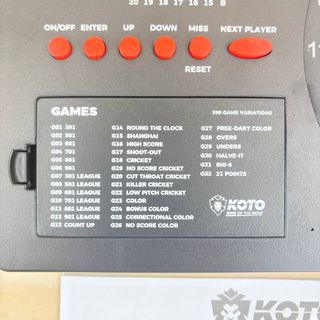 20 19 18 17 16 15 B
ON/OFF ENTER UP DOWN MISS NEXT PLAYER
RESET
GAMES
350 GAME VARIATIONS
G01 301
G02 501
G03 601
G04 701
G05 801
G06 901
G07 301 LEAGUE
G08 501 LEAGUE
G09 601 LEAGUE
G10 701 LEAGUE
G11 801 LEAGUE
G12 901 LEAGUE
G13 COUNT UP
G14 ROUND THE CLOCK
G15 SHANGHAI
G16 HIGH SCORE
G17 SHOOT-OUT
G18 CRICKET
G19 NO SCORE CRICKET
G20 CUT THROAT CRICKET
G21 KILLER CRICKET
G22 LOW PITCH CRICKET
G23 COLOR
G24 BONUS COLOR
G25 CORRECTIONAL COLOR
G26 NO SCORE COLOR
G27 FREE-DART COLOR
G28 OVERS
G29 UNDERS
G30 HALVE-IT
G31 BIG-6
G32 21 POINTS
KOTO
KING OF THE OCHE
KOTO